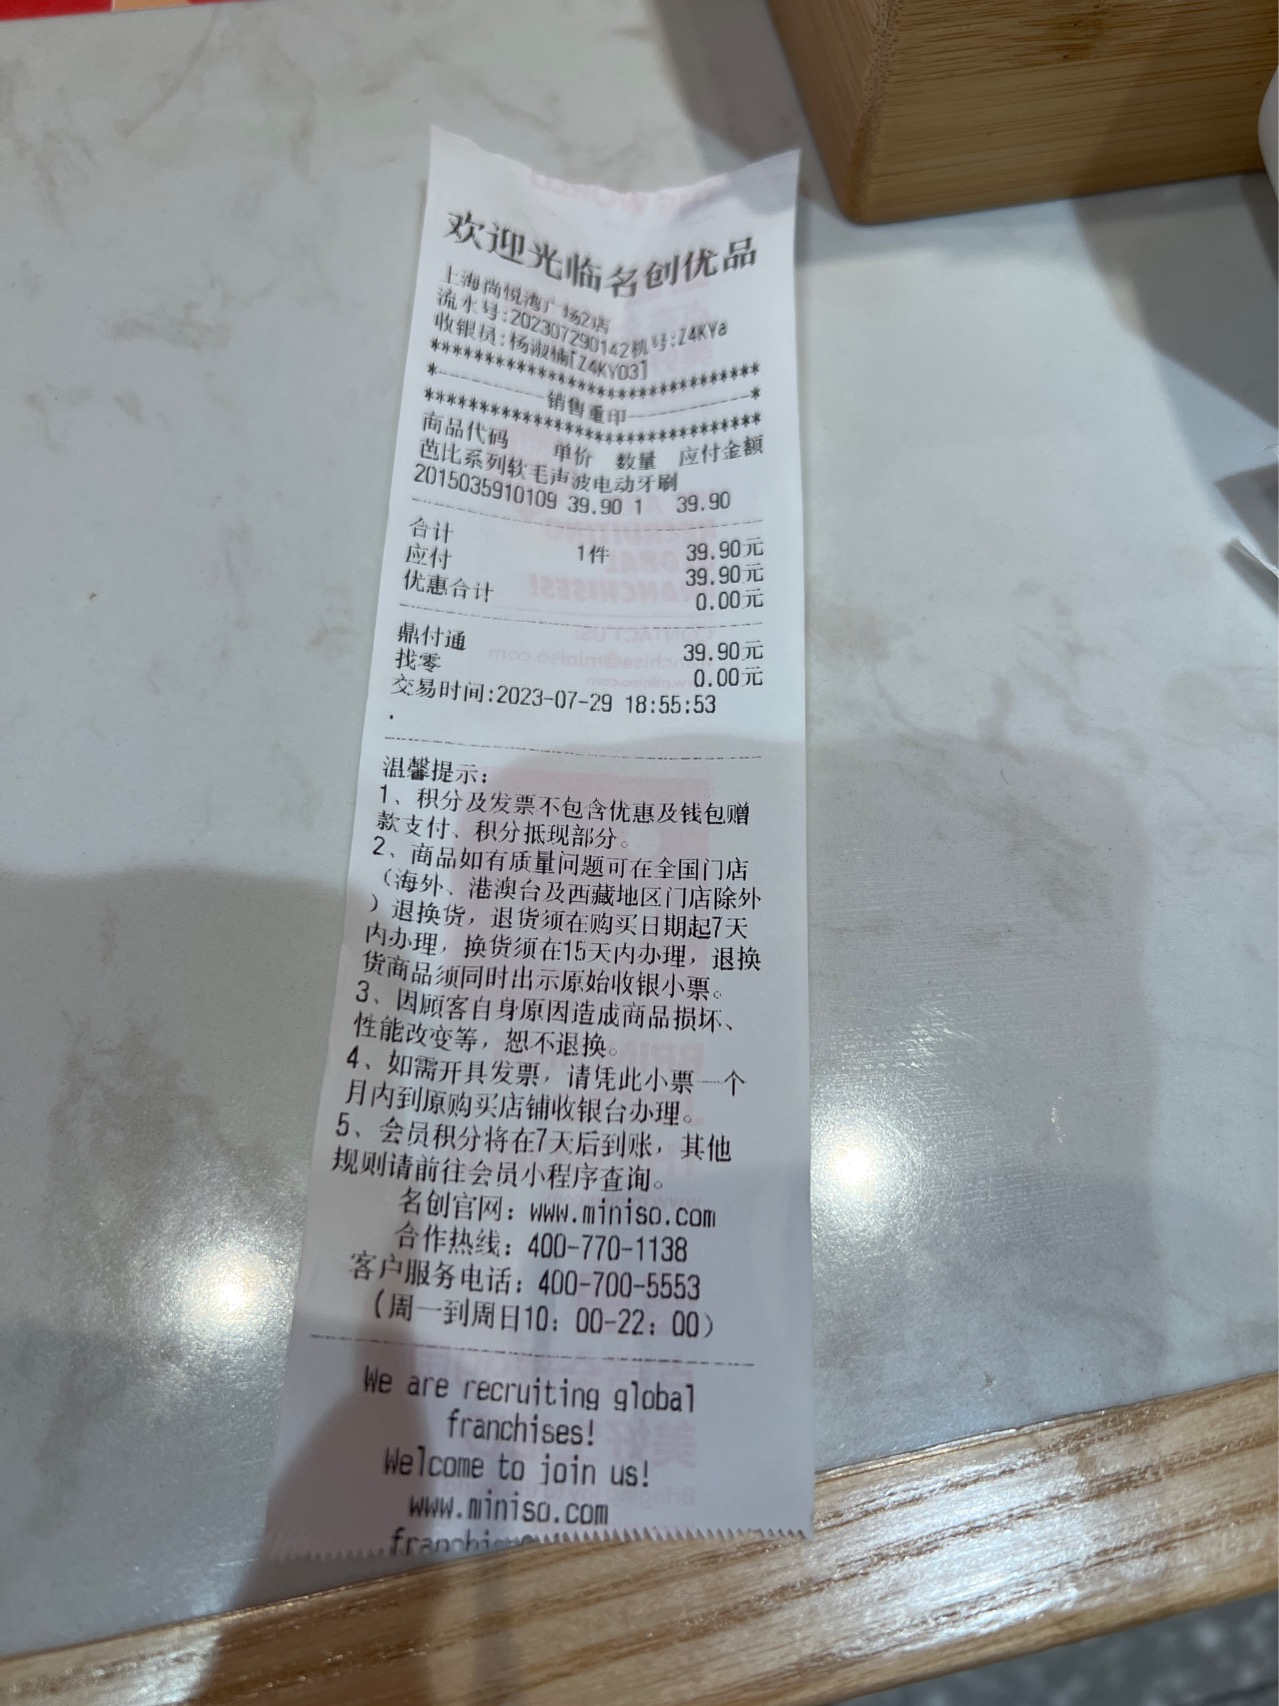 欢迎光临名创优品
上海尚悦湾广场2店
流水号:202307290142机号:Z4KYa
收银员:杨淑楠[Z4KY03]
*******************************
*----------销售重印----------*
*******************************
商品代码 单价 数量 应付金额
芭比系列软毛声波电动牙刷
2015035910109 39.90 1 39.90
合计 1件 39.90元
应付 39.90元
优惠合计 0.00元
鼎付通 39.90元
找零 0.00元
交易时间:2023-07-29 18:55:53
.
温馨提示:
1、积分及发票不包含优惠及钱包赠
款支付、积分抵现部分。
2、商品如有质量问题可在全国门店
(海外、港澳台及西藏地区门店除外
)退换货,退货须在购买日期起7天
内办理,换货须在15天内办理,退换
货商品须同时出示原始收银小票。
3、因顾客自身原因造成商品损坏、
性能改变等,恕不退换。
4、如需开具发票,请凭此小票一个
月内到原购买店铺收银台办理。
5、会员积分将在7天后到账,其他
规则请前往会员小程序查询。
名创官网:www.miniso.com
合作热线:400-770-1138
客户服务电话:400-700-5553
(周一到周日10:00-22:00)
We are recruiting global
franchises!
Welcome to join us!
www.miniso.com